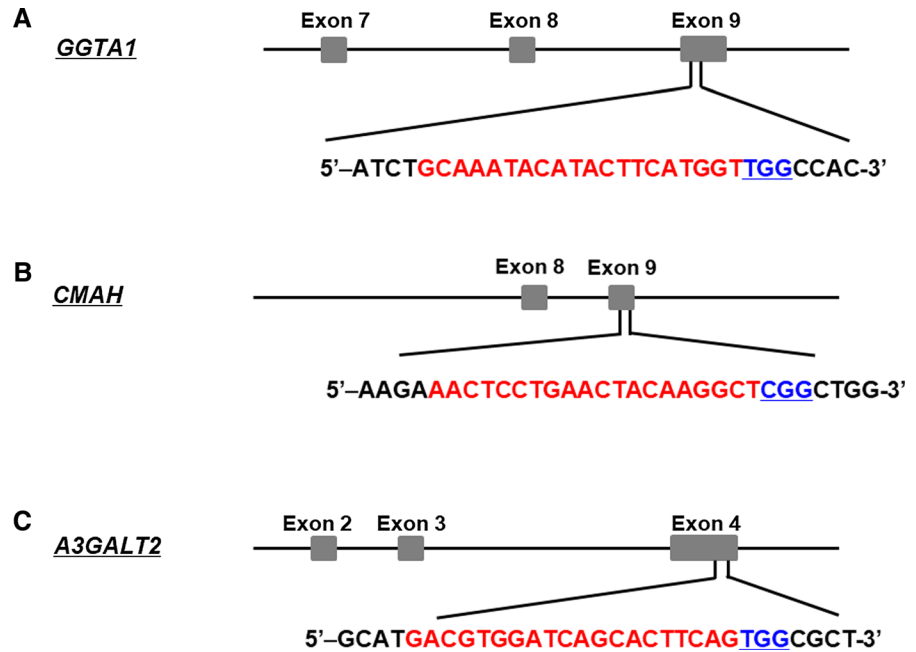 A
GGTA1
Exon 7 Exon 8 Exon 9
5’–ATCTGCAAATACATACTTCATGGTTGGCCAC-3’
B
CMAH
Exon 8 Exon 9
5’–AAGAAACTCCTGAACTACAAGGCTCGGCTGG-3’
C
A3GALT2
Exon 2 Exon 3 Exon 4
5’–GCATGACGTGGATCAGCACTTCAGTGGCGCT-3’